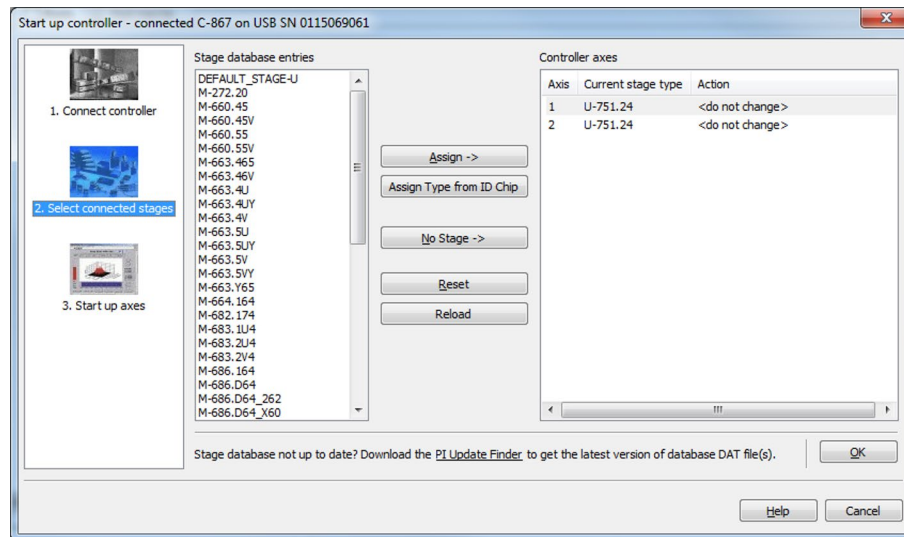 Start up controller - connected C-867 on USB SN 0115069061
1. Connect controller
2. Select connected stages
3. Start up axes
Stage database entries
DEFAULT_STAGE-U
M-272.20
M-660.45
M-660.45V
M-660.55
M-660.55V
M-663.465
M-663.46V
M-663.4U
M-663.4UY
M-663.4V
M-663.5U
M-663.5UY
M-663.5V
M-663.5VY
M-663.Y65
M-664.164
M-682.174
M-683.1U4
M-683.2U4
M-683.2V4
M-686.164
M-686.D64
M-686.D64_262
M-686.D64_X60
Assign ->
Assign Type from ID Chip
No Stage ->
Reset
Reload
Controller axes
Axis Current stage type Action
1 U-751.24 <do not change>
2 U-751.24 <do not change>
Stage database not up to date? Download the PI Update Finder to get the latest version of database DAT file(s).
OK
Help Cancel